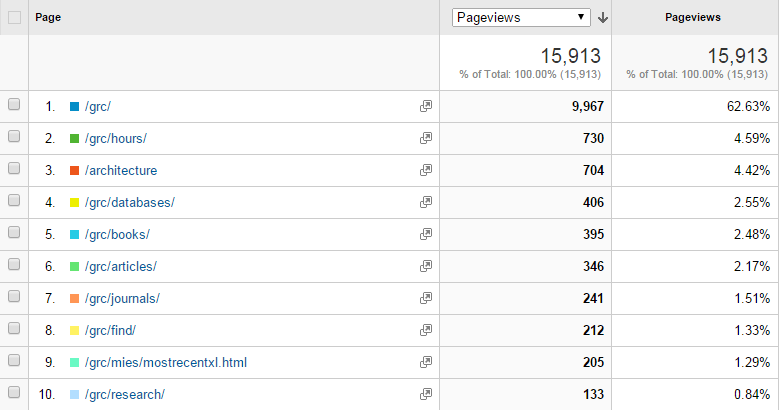 Page Pageviews Pageviews
15,913 15,913
% of Total: 100.00% (15,913) % of Total: 100.00% (15,913)
1. /grc/ 9,967 62.63%
2. /grc/hours/ 730 4.59%
3. /architecture 704 4.42%
4. /grc/databases/ 406 2.55%
5. /grc/books/ 395 2.48%
6. /grc/articles/ 346 2.17%
7. /grc/journals/ 241 1.51%
8. /grc/find/ 212 1.33%
9. /grc/mies/mostrecentxl.html 205 1.29%
10. /grc/research/ 133 0.84%